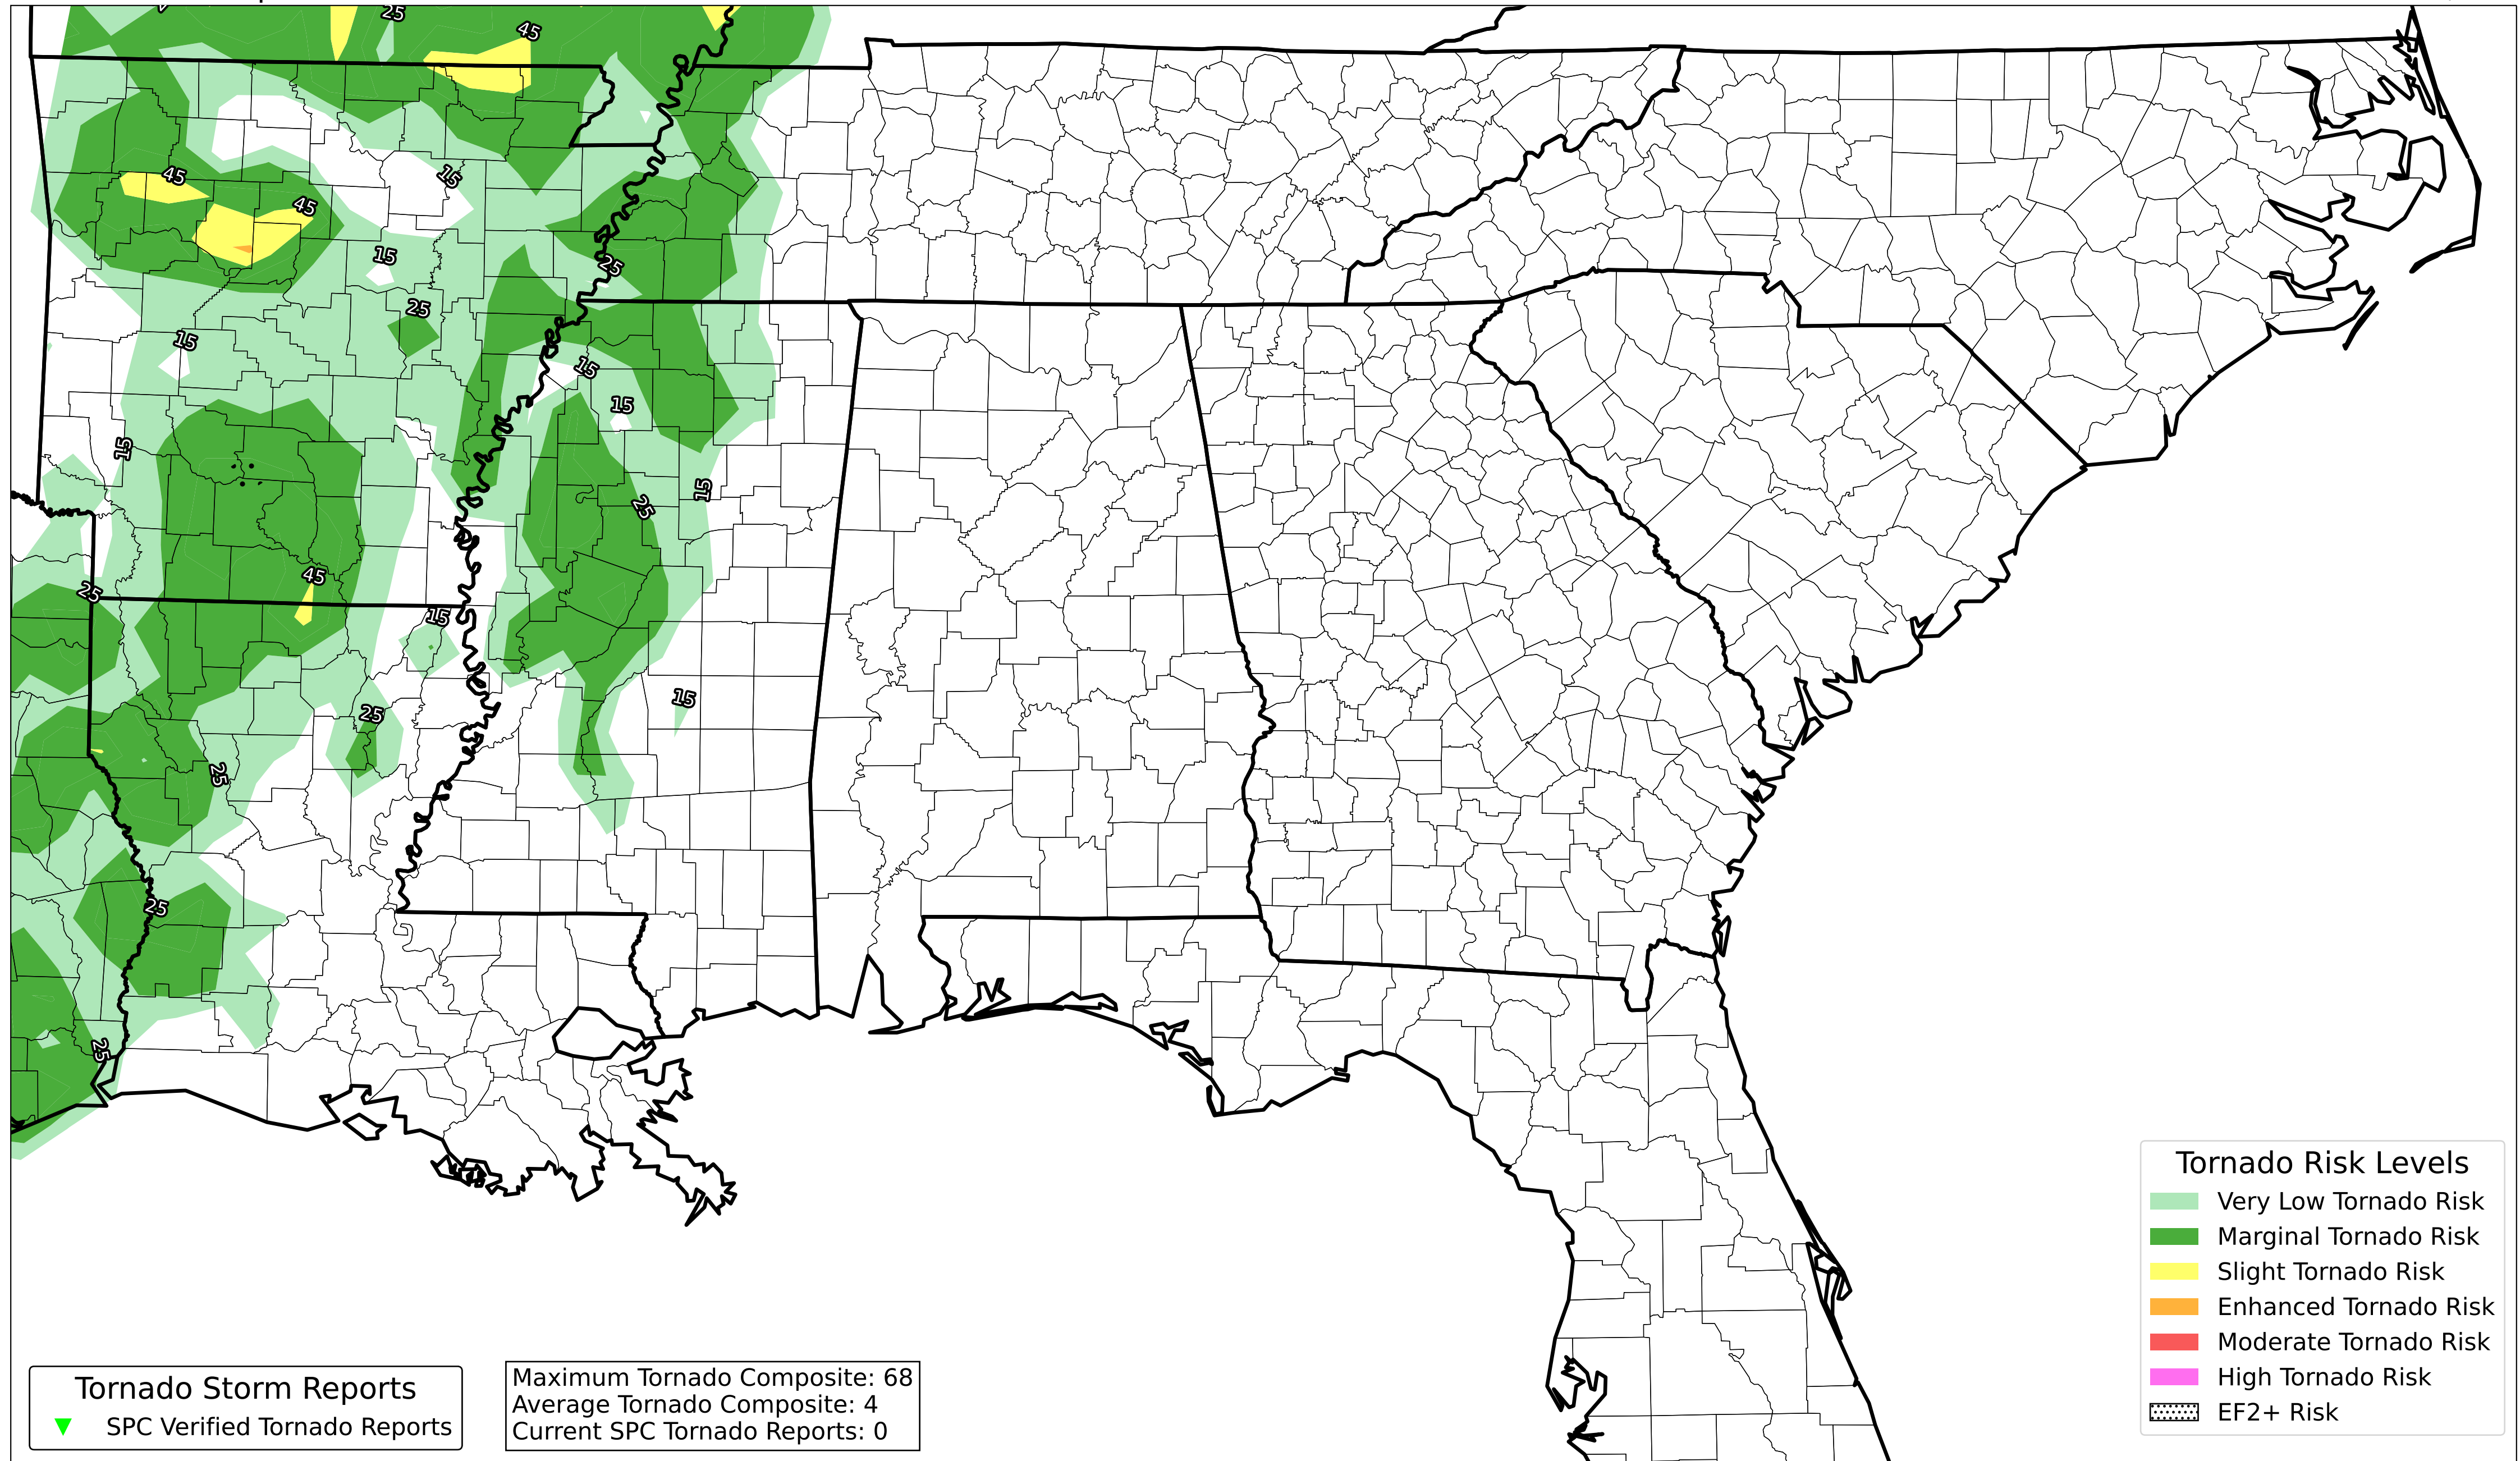 25
45
45
15
45
15
25
25
15
15
15
15
15
25
45
25
15
15
25
25
25
25
Tornado Risk Levels
Very Low Tornado Risk
Marginal Tornado Risk
Slight Tornado Risk
Enhanced Tornado Risk
Moderate Tornado Risk
High Tornado Risk
EF2+ Risk
Tornado Storm Reports
SPC Verified Tornado Reports
Maximum Tornado Composite: 68
Average Tornado Composite: 4
Current SPC Tornado Reports: 0